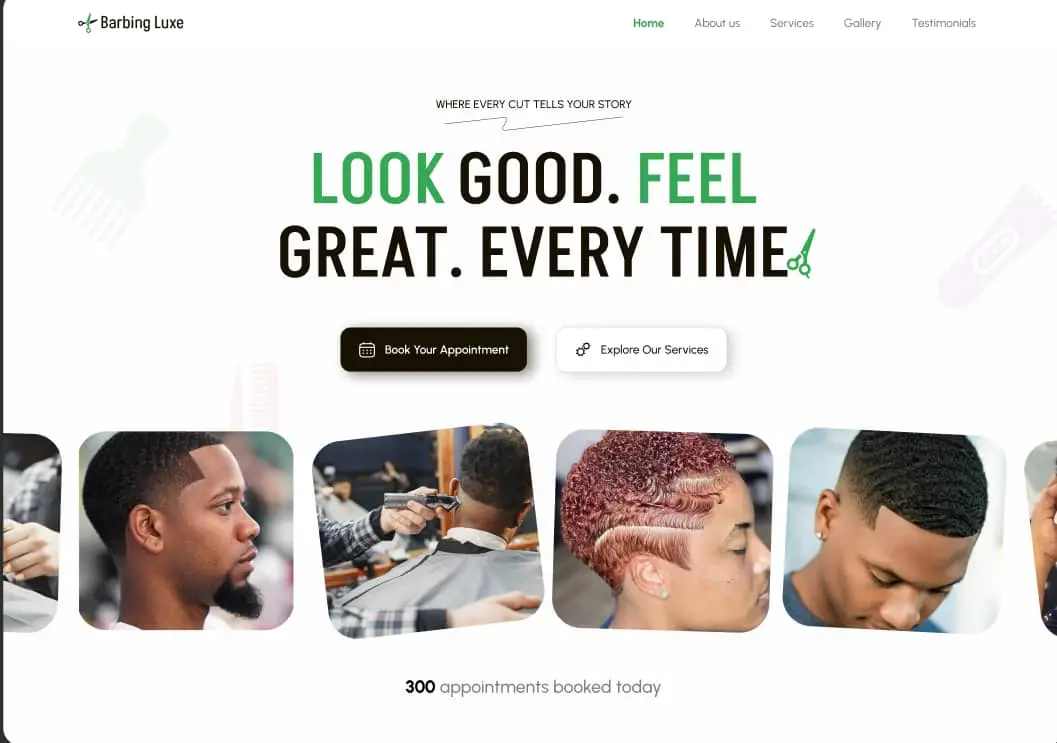 Barbing Luxe
Home About us Services Gallery Testimonials
WHERE EVERY CUT TELLS YOUR STORY
LOOK GOOD. FEEL
GREAT. EVERY TIME
Book Your Appointment Explore Our Services
300 appointments booked today